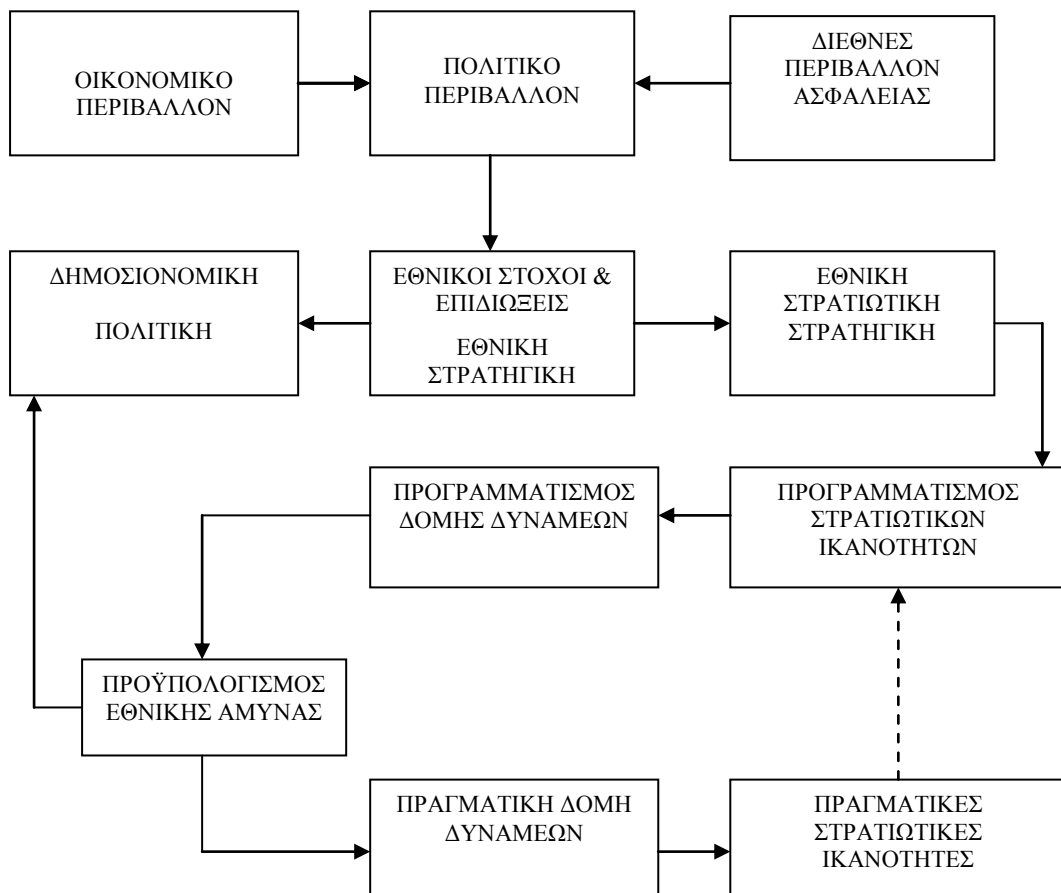 ΟΙΚΟΝΟΜΙΚΟ
ΠΕΡΙΒΑΛΛΟΝ
ΠΟΛΙΤΙΚΟ
ΠΕΡΙΒΑΛΛΟΝ
ΔΙΕΘΝΕΣ
ΠΕΡΙΒΑΛΛΟΝ
ΑΣΦΑΛΕΙΑΣ
ΔΗΜΟΣΙΟΝΟΜΙΚΗ
ΠΟΛΙΤΙΚΗ
ΕΘΝΙΚΟΙ ΣΤΟΧΟΙ &
ΕΠΙΔΙΩΞΕΙΣ
ΕΘΝΙΚΗ
ΣΤΡΑΤΗΓΙΚΗ
ΕΘΝΙΚΗ
ΣΤΡΑΤΙΩΤΙΚΗ
ΣΤΡΑΤΗΓΙΚΗ
ΠΡΟΓΡΑΜΜΑΤΙΣΜΟΣ
ΔΟΜΗΣ ΔΥΝΑΜΕΩΝ
ΠΡΟΓΡΑΜΜΑΤΙΣΜΟΣ
ΣΤΡΑΤΙΩΤΙΚΩΝ
ΙΚΑΝΟΤΗΤΩΝ
ΠΡΟΫΠΟΛΟΓΙΣΜΟΣ
ΕΘΝΙΚΗΣ ΑΜΥΝΑΣ
ΠΡΑΓΜΑΤΙΚΗ ΔΟΜΗ
ΔΥΝΑΜΕΩΝ
ΠΡΑΓΜΑΤΙΚΕΣ
ΣΤΡΑΤΙΩΤΙΚΕΣ
ΙΚΑΝΟΤΗΤΕΣ